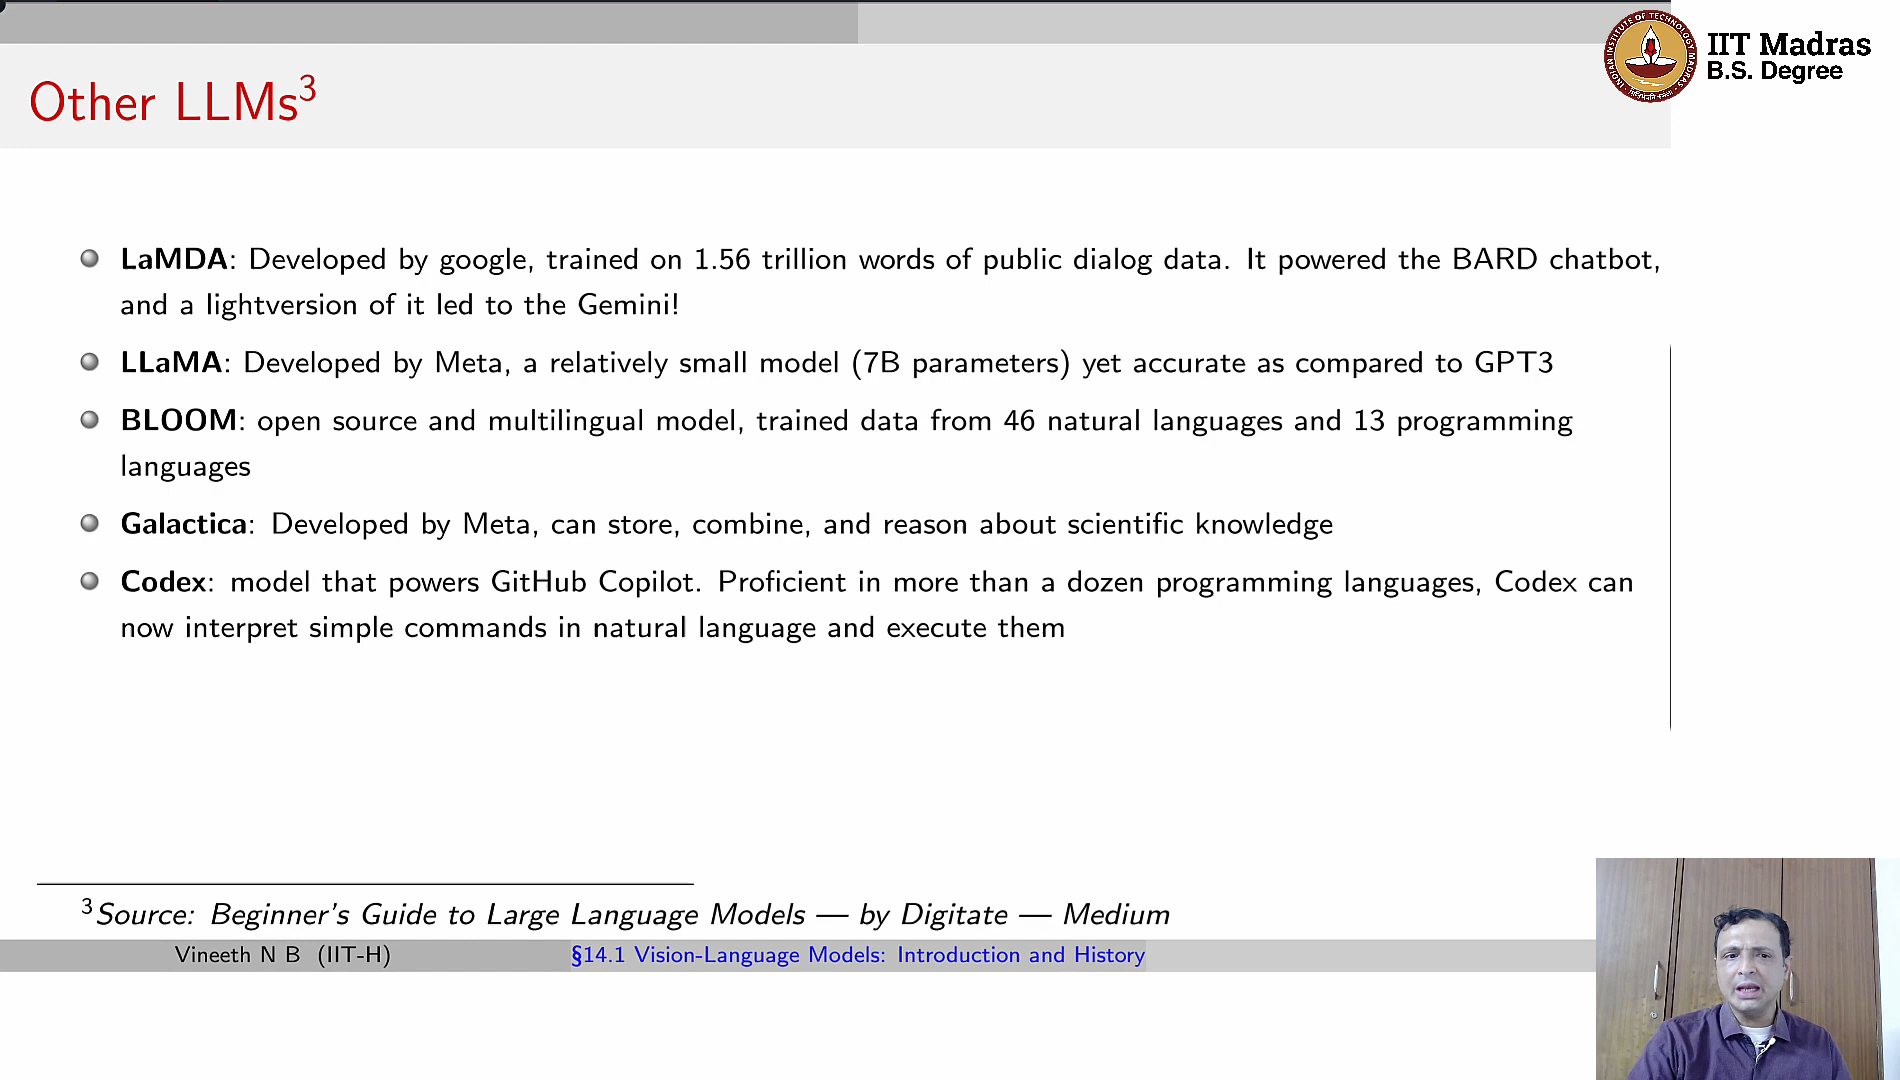 IIT Madras
B.S. Degree
Other LLMs3
LaMDA: Developed by google, trained on 1.56 trillion words of public dialog data. It powered the BARD chatbot,
and a lightversion of it led to the Gemini!
LLaMA: Developed by Meta, a relatively small model (7B parameters) yet accurate as compared to GPT3
BLOOM: open source and multilingual model, trained data from 46 natural languages and 13 programming
languages
Galactica: Developed by Meta, can store, combine, and reason about scientific knowledge
Codex: model that powers GitHub Copilot. Proficient in more than a dozen programming languages, Codex can
now interpret simple commands in natural language and execute them
3Source: Beginner's Guide to Large Language Models — by Digitate — Medium
Vineeth N B (IIT-H)
§14.1 Vision-Language Models: Introduction and History
INDIAN INSTITUTE OF TECHNOLOGY MADRAS